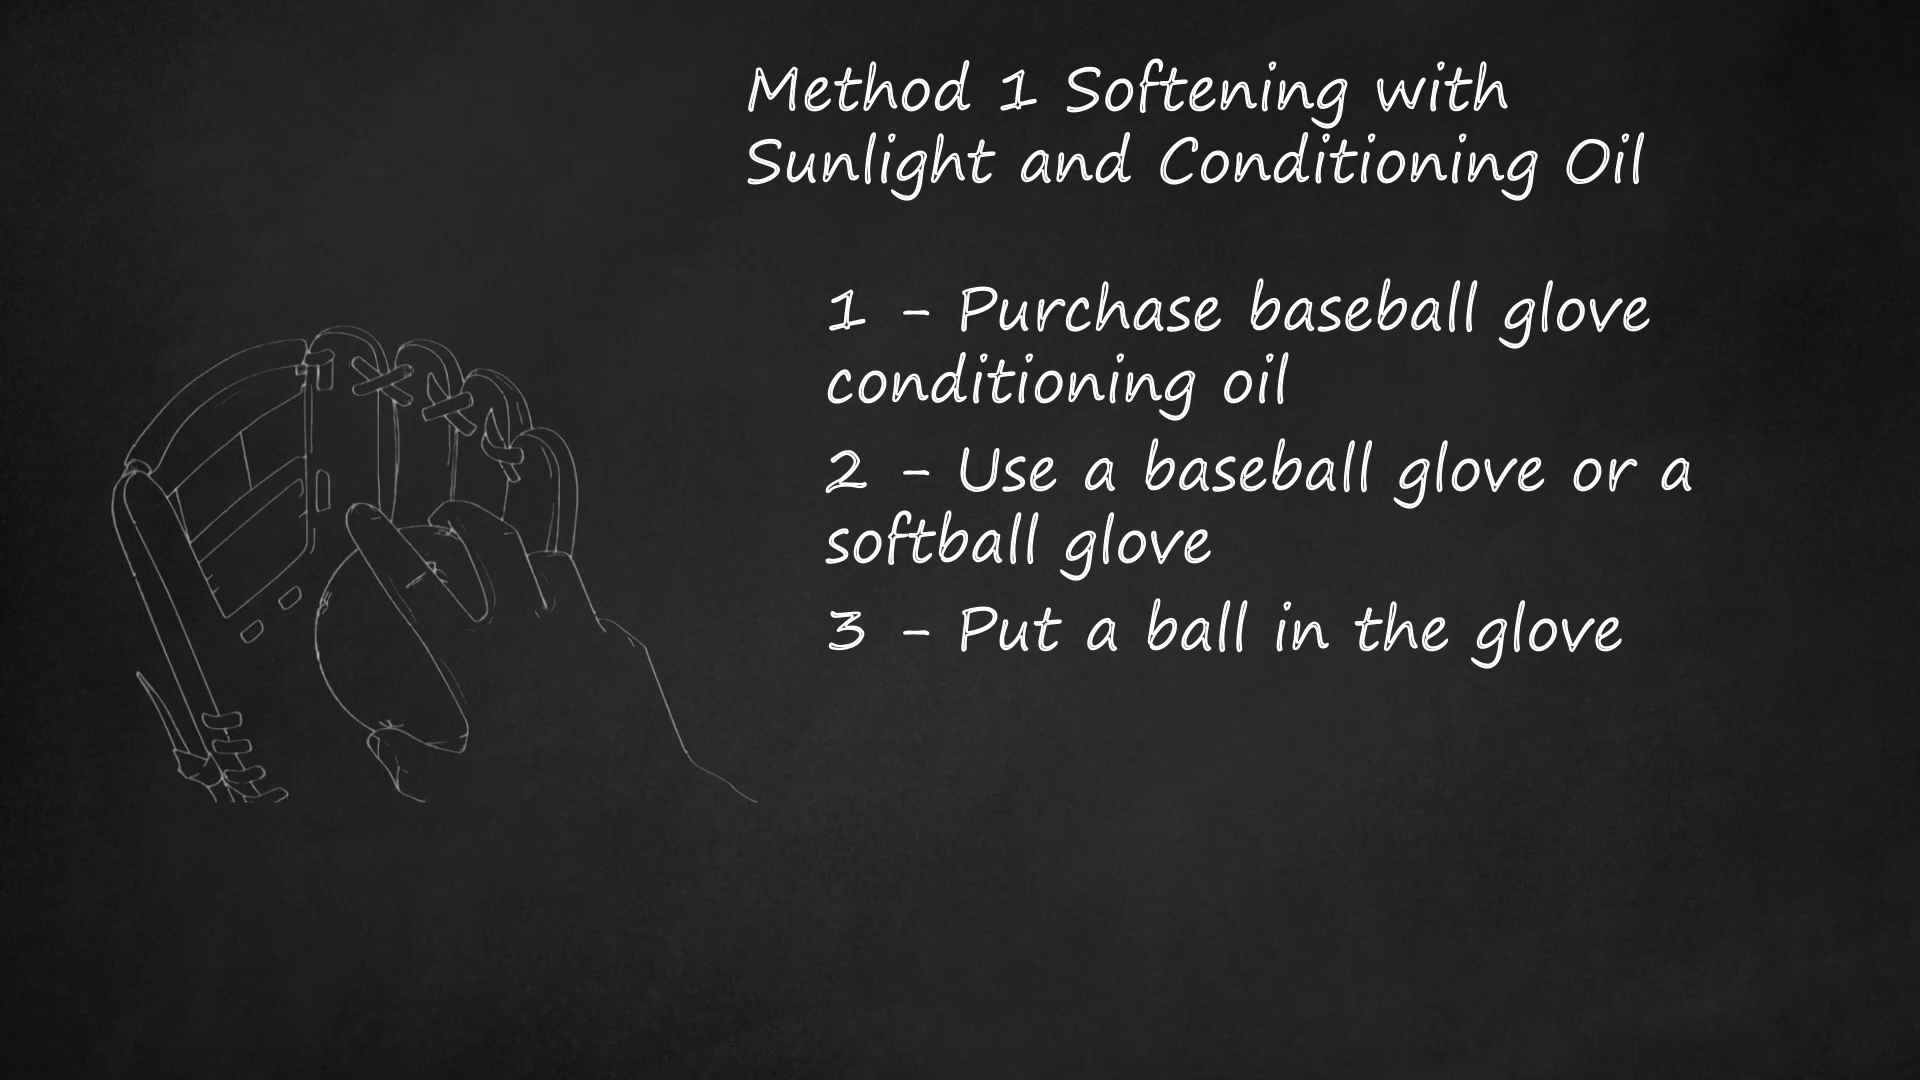 Method 1 Softening with
Sunlight and Conditioning Oil
1 - Purchase baseball glove
conditioning oil
2 - Use a baseball glove or a
softball glove
3 - Put a ball in the glove